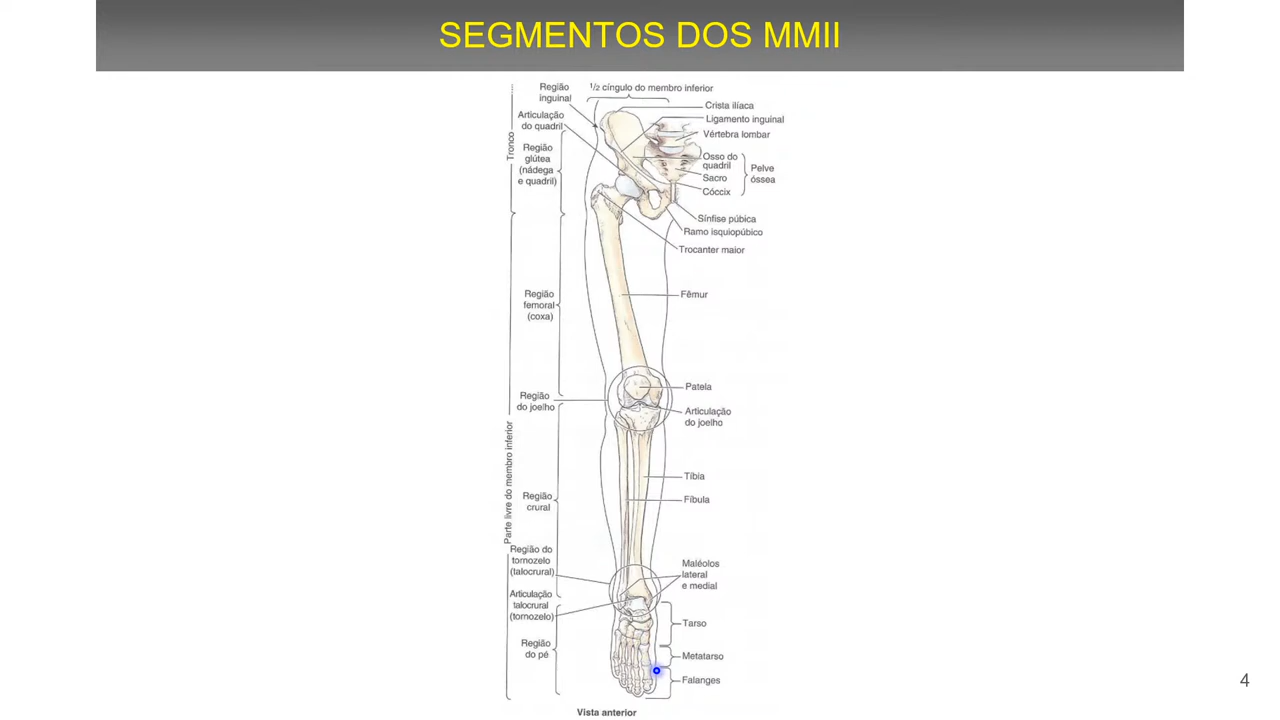 SEGMENTOS DOS MMII
Região
inguinal
½ cíngulo do membro inferior
Articulação
do quadril
Crista ilíaca
Ligamento inguinal
Vértebra lombar
Tronco
Região
glútea
(nádega
e quadril)
Osso do
quadril
Sacro
Cóccix
Pelve
óssea
Sínfise púbica
Ramo isquiopúbico
Trocanter maior
Região
femoral
(coxa)
Fêmur
Patela
Região
do joelho
Articulação
do joelho
Parte livre do membro inferior
Tíbia
Região
crural
Fíbula
Região do
tornozelo
(talocrural)
Maléolos
lateral
e medial
Articulação
talocrural
(tornozelo)
Tarso
Região
do pé
Metatarso
Falanges
4
Vista anterior